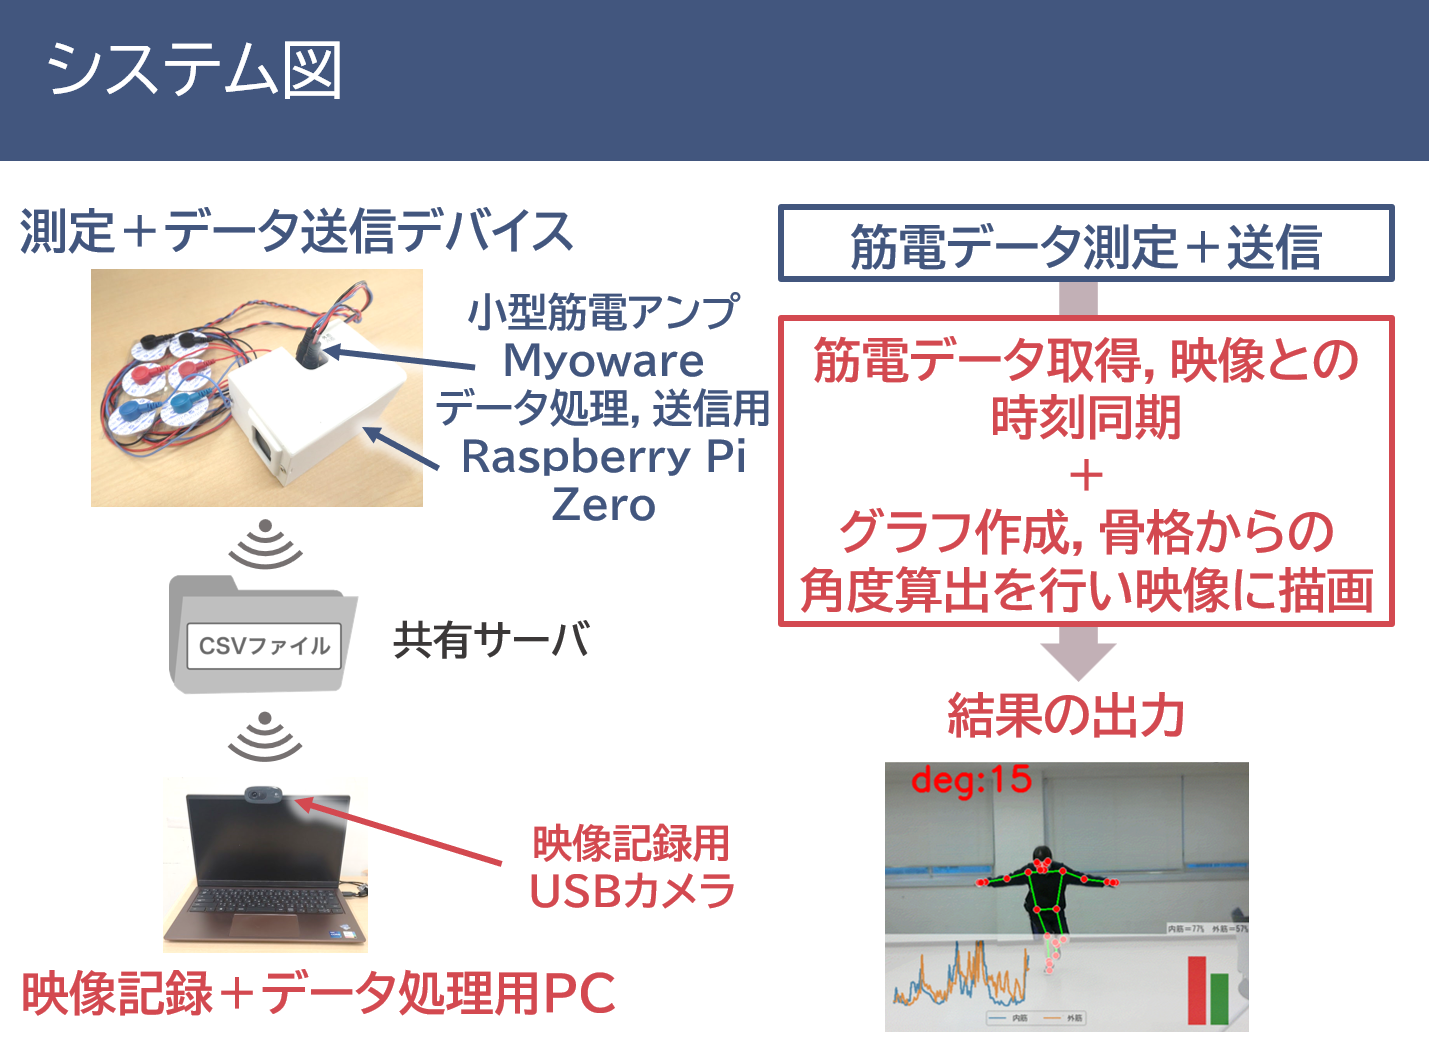 システム図
測定＋データ送信デバイス
小型筋電アンプ
Myoware
データ処理, 送信用
Raspberry Pi
Zero
CSVファイル
共有サーバ
映像記録用
USBカメラ
映像記録＋データ処理用PC
筋電データ測定＋送信
筋電データ取得, 映像との
時刻同期
＋
グラフ作成, 骨格からの
角度算出を行い映像に描画
結果の出力
deg:15
内筋=77% 外筋=57%
内筋 外筋